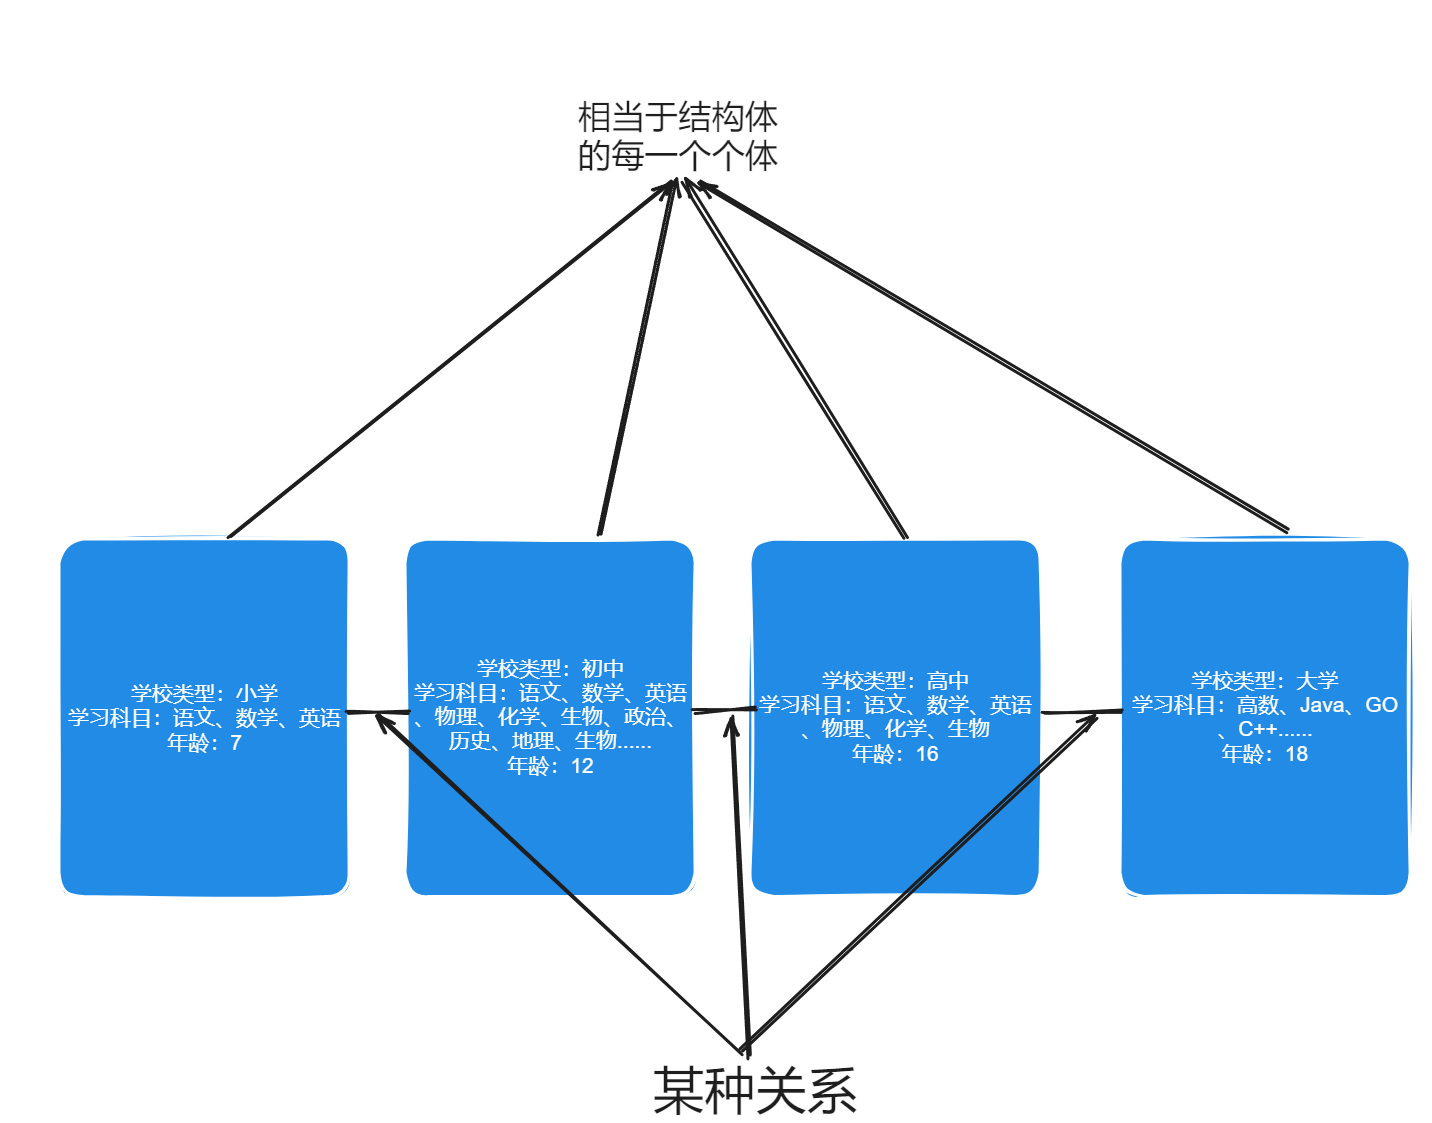 相当于结构体
的每一个个体
学校类型：小学
学习科目：语文、数学、英语
年龄：7
学校类型：初中
学习科目：语文、数学、英语
、物理、化学、生物、政治、
历史、地理、生物......
年龄：12
学校类型：高中
学习科目：语文、数学、英语
、物理、化学、生物
年龄：16
学校类型：大学
学习科目：高数、Java、GO
、C++......
年龄：18
某种关系